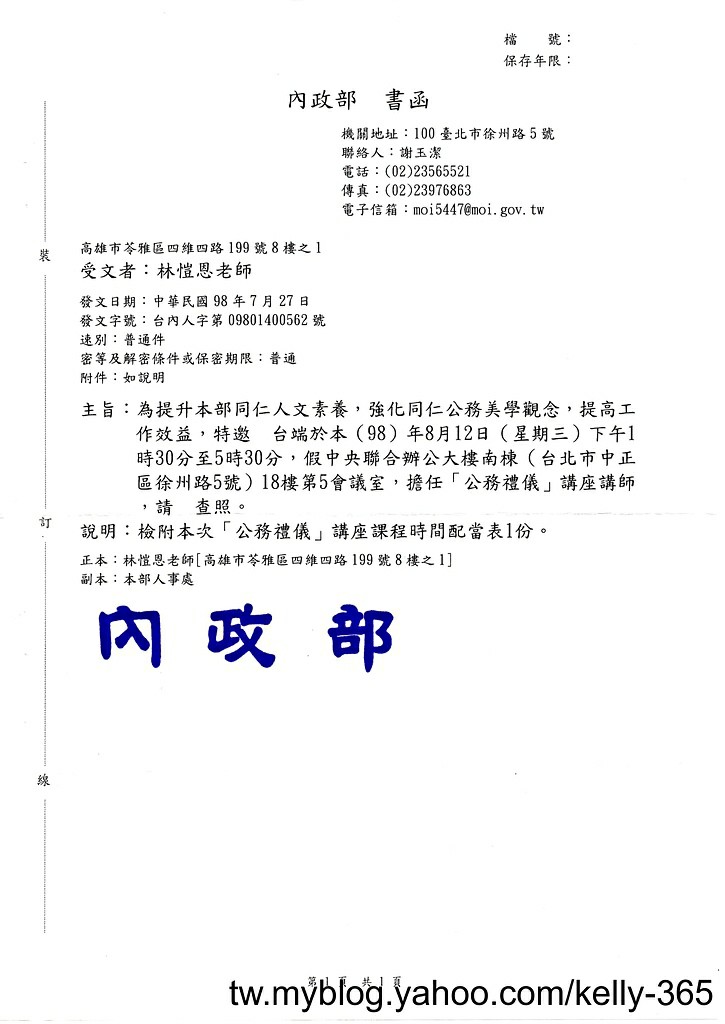 檔　　號：
保存年限：
內政部　書函
機關地址：100 臺北市徐州路 5 號
聯絡人：謝玉潔
電話：(02)23565521
傳真：(02)23976863
電子信箱：moi5447@moi.gov.tw
高雄市苓雅區四維四路 199 號 8 樓之 1
受文者：林愷恩老師
發文日期：中華民國 98 年 7 月 27 日
發文字號：台內人字第 09801400562 號
速別：普通件
密等及解密條件或保密期限：普通
附件：如說明
主旨：為提升本部同仁人文素養，強化同仁公務美學觀念，提高工
作效益，特邀　台端於本（98）年8月12日（星期三）下午1
時30分至5時30分，假中央聯合辦公大樓南棟（台北市中正
區徐州路5號）18樓第5會議室，擔任「公務禮儀」講座講師
，請　查照。
說明：檢附本次「公務禮儀」講座課程時間配當表1份。
正本：林愷恩老師[高雄市苓雅區四維四路 199 號 8 樓之 1]
副本：本部人事處
內政部
裝
訂
線
第 1 頁 共 1 頁
tw.myblog.yahoo.com/kelly-365